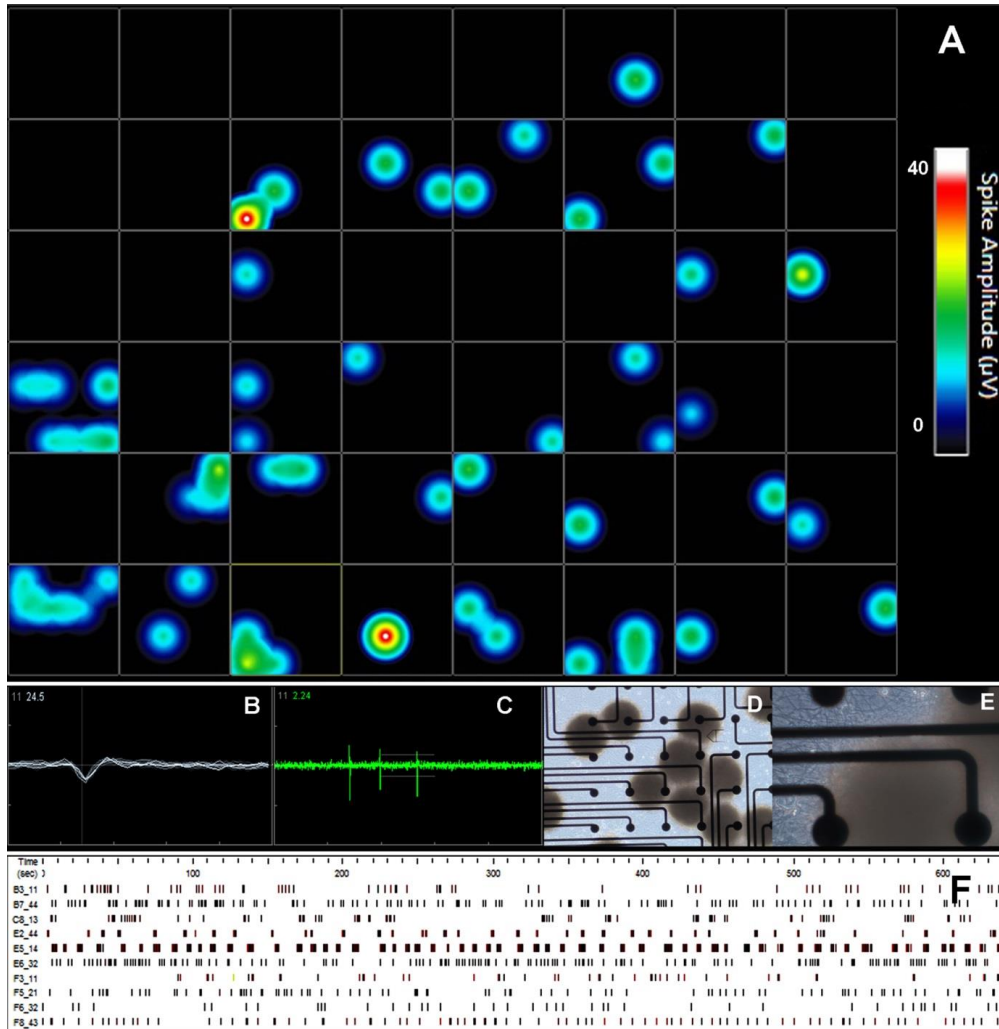 A
40
Spike Amplitude (µV)
0
11 24.5
B
11 2.24
C
D
E
Time
(sec)
100 200 300 400 500 600
F
B3_11
B7_44
C8_13
E2_44
E5_14
E6_32
F3_11
F5_21
F6_32
F8_43